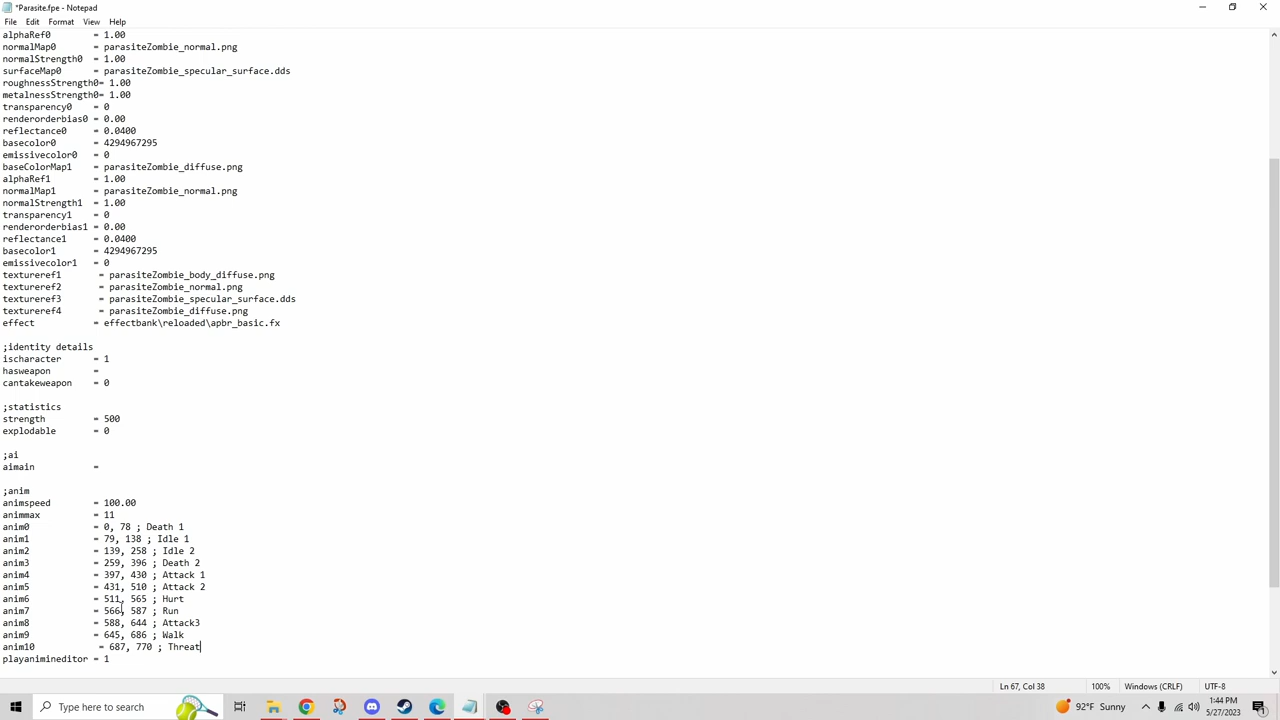 *Parasite.fpe - Notepad
File Edit Format View Help
alphaRef0 = 1.00
normalMap0 = parasiteZombie_normal.png
normalStrength0 = 1.00
surfaceMap0 = parasiteZombie_specular_surface.dds
roughnessStrength0= 1.00
metalnessStrength0= 1.00
transparency0 = 0
renderorderbias0 = 0.00
reflectance0 = 0.0400
basecolor0 = 4294967295
emissivecolor0 = 0
baseColorMap1 = parasiteZombie_diffuse.png
alphaRef1 = 1.00
normalMap1 = parasiteZombie_normal.png
normalStrength1 = 1.00
transparency1 = 0
renderorderbias1 = 0.00
reflectance1 = 0.0400
basecolor1 = 4294967295
emissivecolor1 = 0
textureref1 = parasiteZombie_body_diffuse.png
textureref2 = parasiteZombie_normal.png
textureref3 = parasiteZombie_specular_surface.dds
textureref4 = parasiteZombie_diffuse.png
effect = effectbank\reloaded\apbr_basic.fx
;identity details
ischaracter = 1
hasweapon =
cantakeweapon = 0
;statistics
strength = 500
explodable = 0
;ai
aimain =
;anim
animspeed = 100.00
animmax = 11
anim0 = 0, 78 ; Death 1
anim1 = 79, 138 ; Idle 1
anim2 = 139, 258 ; Idle 2
anim3 = 259, 396 ; Death 2
anim4 = 397, 430 ; Attack 1
anim5 = 431, 510 ; Attack 2
anim6 = 511, 565 ; Hurt
anim7 = 566, 587 ; Run
anim8 = 588, 644 ; Attack3
anim9 = 645, 686 ; Walk
anim10 = 687, 770 ; Threat
playanimineditor = 1
Ln 67, Col 38 100% Windows (CRLF) UTF-8
Type here to search 92°F Sunny 1:44 PM
5/27/2023